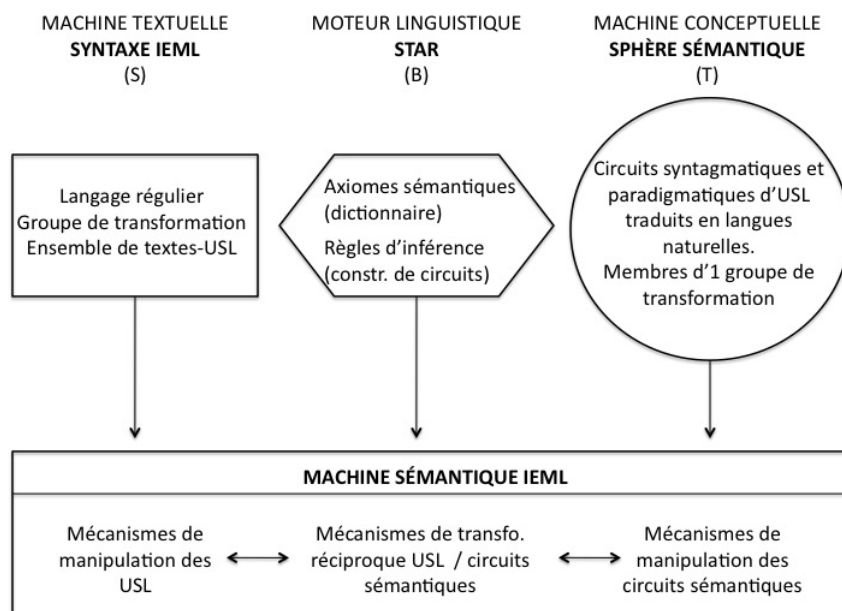 MACHINE TEXTUELLE
SYNTAXE IEML
(S)
MOTEUR LINGUISTIQUE
STAR
(B)
MACHINE CONCEPTUELLE
SPHÈRE SÉMANTIQUE
(T)
Langage régulier
Groupe de transformation
Ensemble de textes-USL
Axiomes sémantiques
(dictionnaire)
Règles d'inférence
(constr. de circuits)
Circuits syntagmatiques et
paradigmatiques d'USL
traduits en langues
naturelles.
Membres d'1 groupe de
transformation
MACHINE SÉMANTIQUE IEML
Mécanismes de
manipulation des
USL
Mécanismes de transfo.
réciproque USL / circuits
sémantiques
Mécanismes de
manipulation des
circuits sémantiques